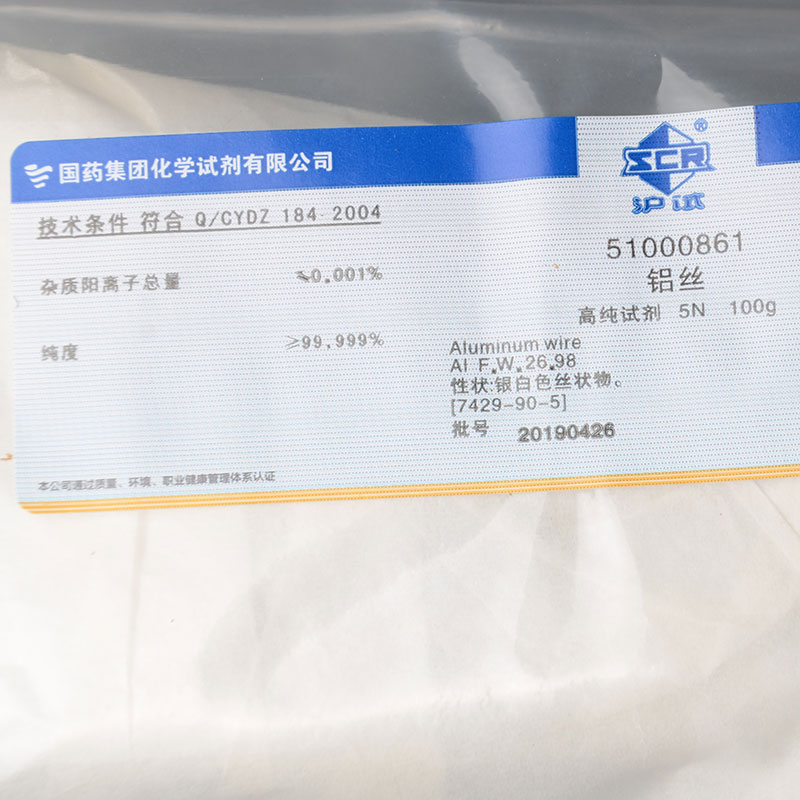 国药集团化学试剂有限公司
SCR®
沪试
技术条件 符合 Q/CYDZ 184-2004
杂质阳离子总量 ≤0.001%
纯度 ≥99.999%
51000861
铝丝
高纯试剂 5N 100g
Aluminum wire
Al F.W.26.98
性状:银白色丝状物。
[7429-90-5]
批号 20190426
本公司通过质量、环境、职业健康管理体系认证